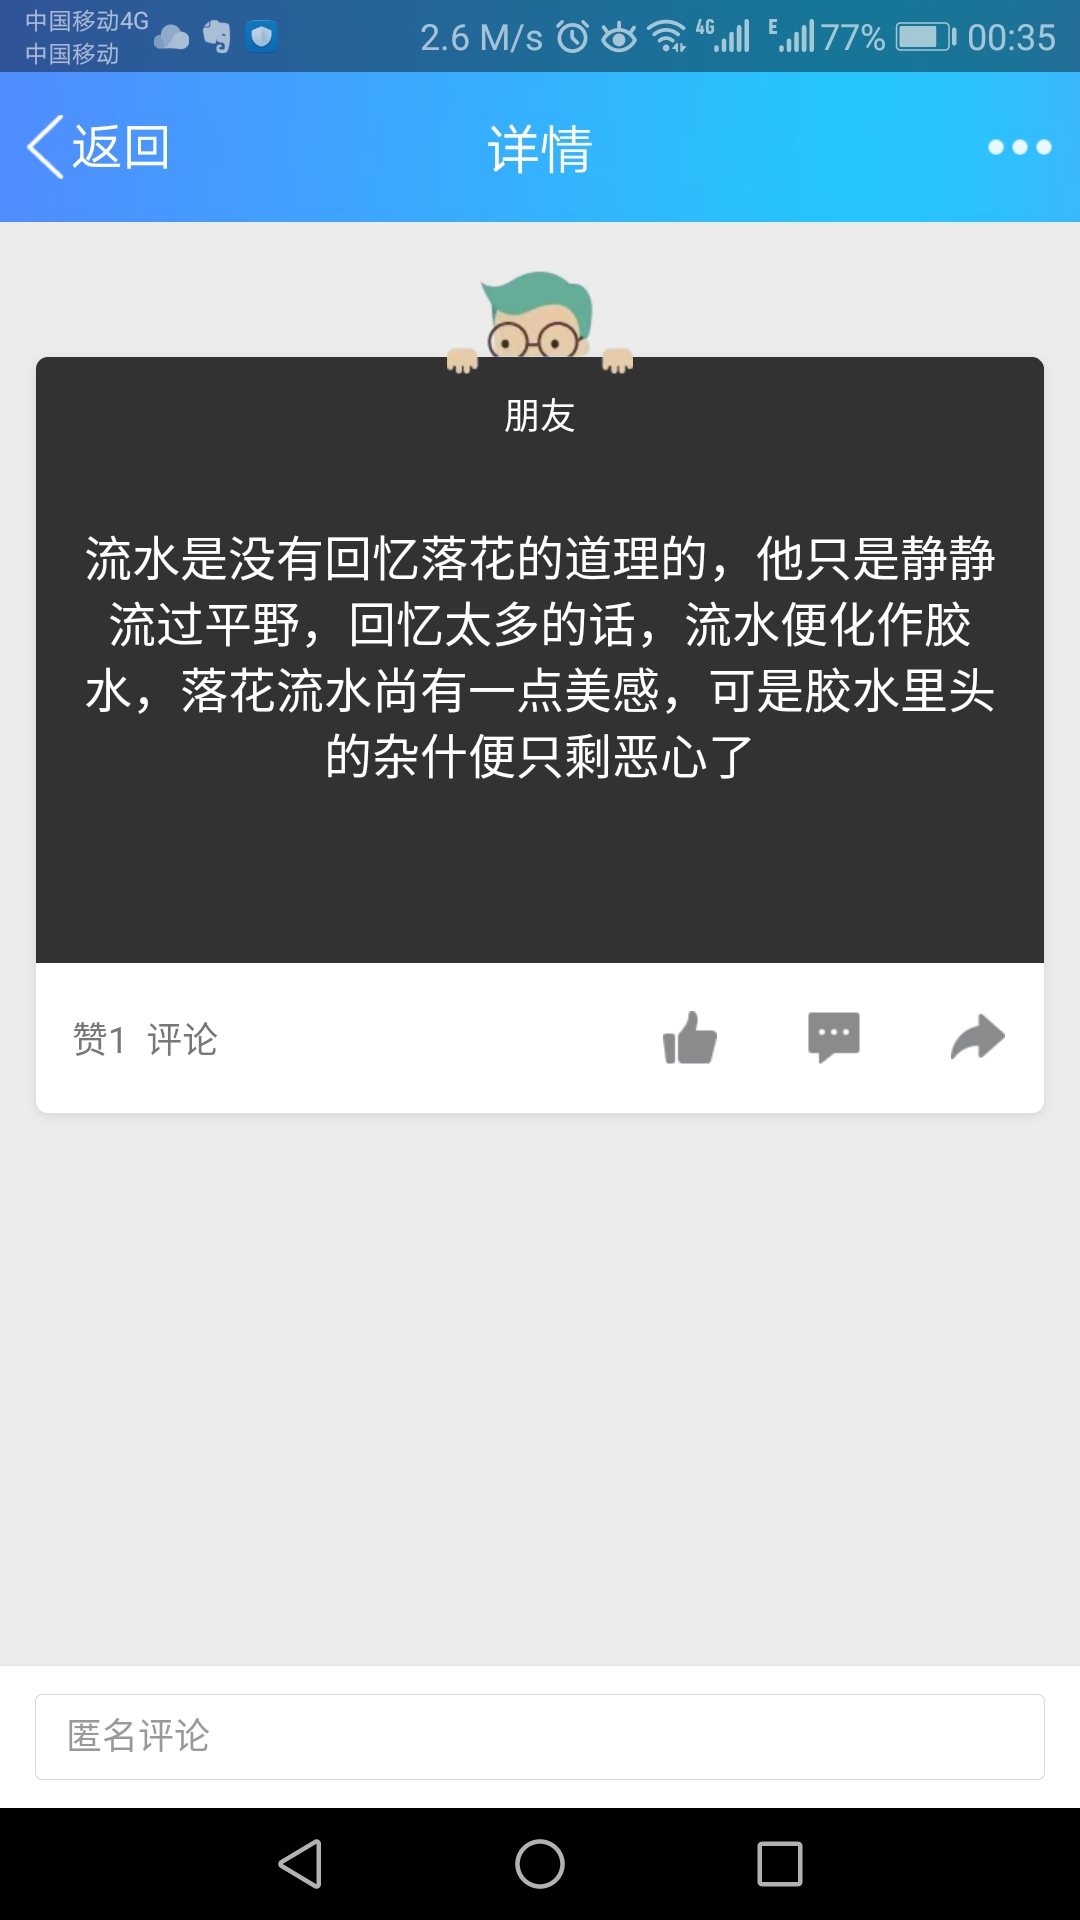 中国移动4G
中国移动
2.6 M/s
4G
E
77%
00:35
返回
详情
朋友
流水是没有回忆落花的道理的，他只是静静
流过平野，回忆太多的话，流水便化作胶
水，落花流水尚有一点美感，可是胶水里头
的杂什便只剩恶心了
赞1 评论
匿名评论